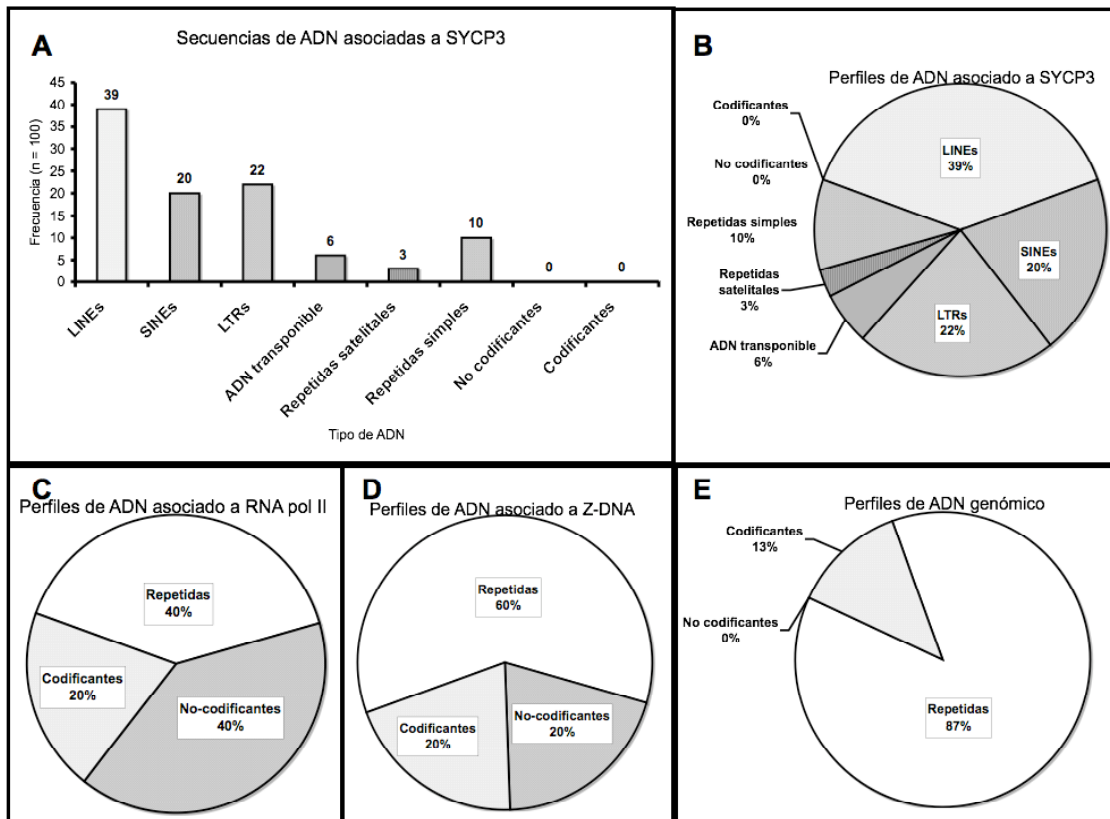 A
Secuencias de ADN asociadas a SYCP3
Frecuencia (n = 100)
45
40
35
30
25
20
15
10
5
0
39
20
22
6
3
10
0
0
LINEs
SINEs
LTRs
ADN transponible
Repetidas satelitales
Repetidas simples
No codificantes
Codificantes
Tipo de ADN
B
Perfiles de ADN asociado a SYCP3
Codificantes
0%
No codificantes
0%
Repetidas simples
10%
Repetidas
satelitales
3%
ADN transponible
6%
LINEs
39%
SINEs
20%
LTRs
22%
C
Perfiles de ADN asociado a RNA pol II
Repetidas
40%
Codificantes
20%
No-codificantes
40%
D
Perfiles de ADN asociado a Z-DNA
Repetidas
60%
Codificantes
20%
No-codificantes
20%
E
Perfiles de ADN genómico
Codificantes
13%
No codificantes
0%
Repetidas
87%